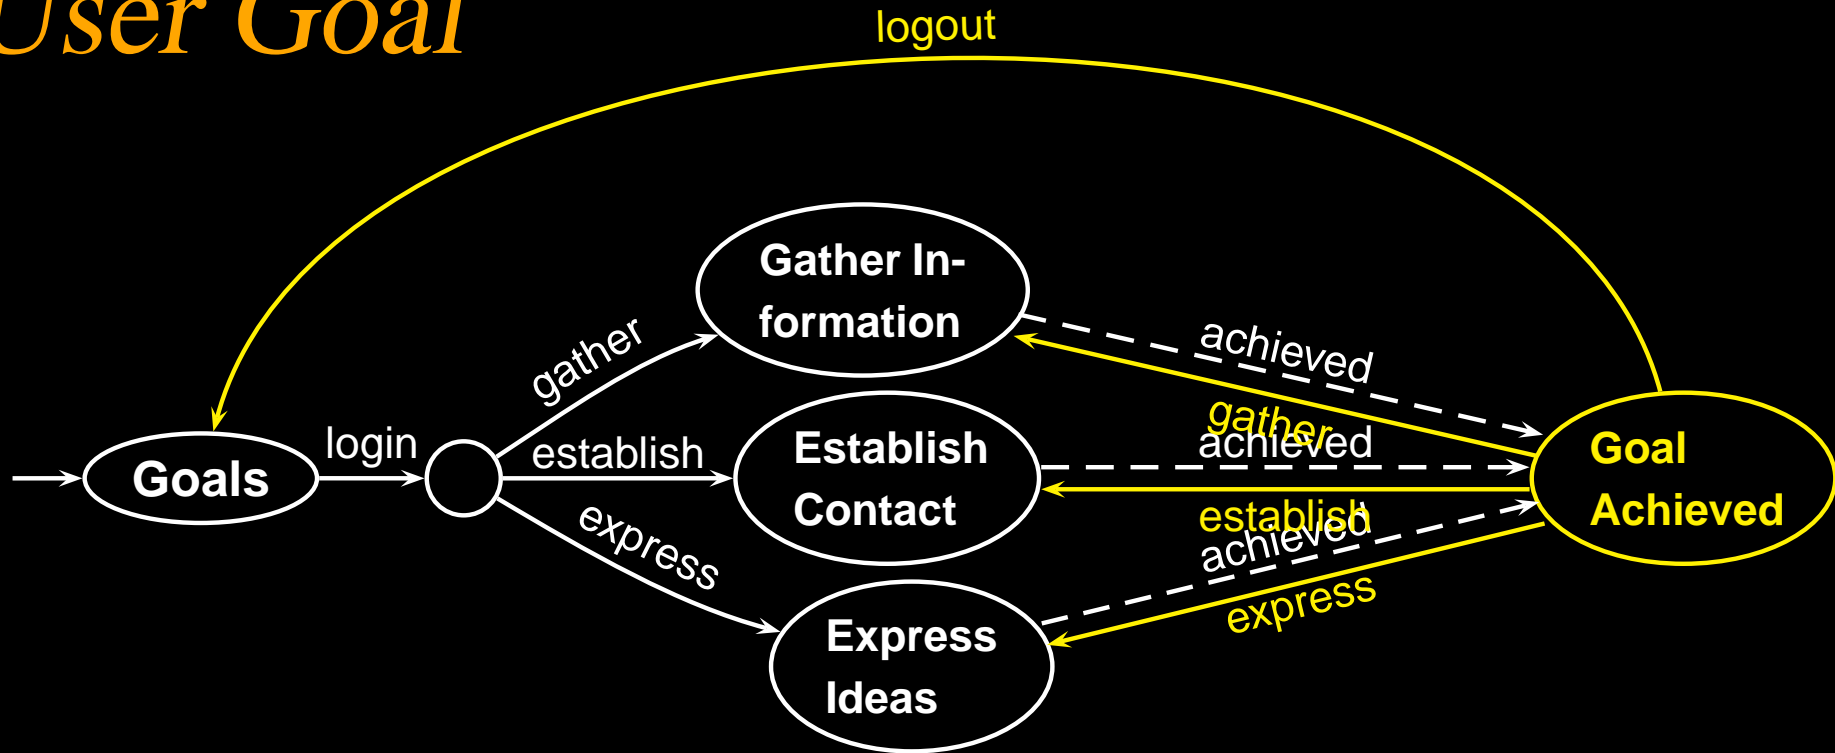 User Goal
logout
Gather In-
formation
gather
achieved
gather
login
establish
achieved
Goals
Establish
Contact
Goal
Achieved
establish
express
achieved
express
Express
Ideas